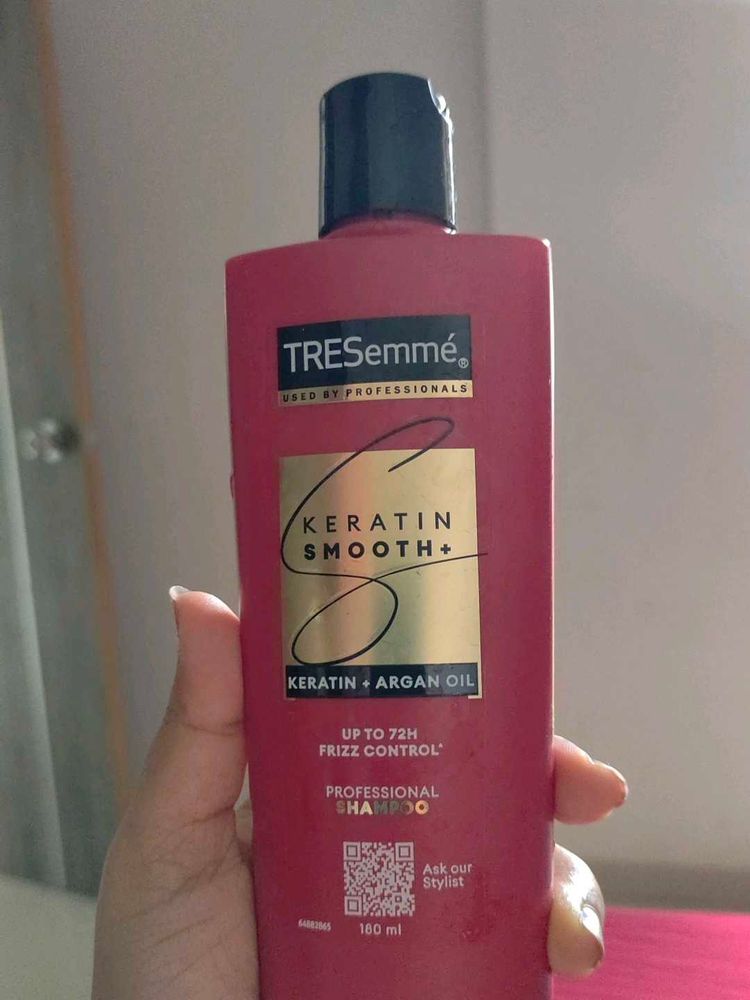 TRESemmé®
USED BY PROFESSIONALS
KERATIN
SMOOTH+
KERATIN + ARGAN OIL
UP TO 72H
FRIZZ CONTROL^
PROFESSIONAL
SHAMPOO
Ask our
Stylist
64882865
180 ml